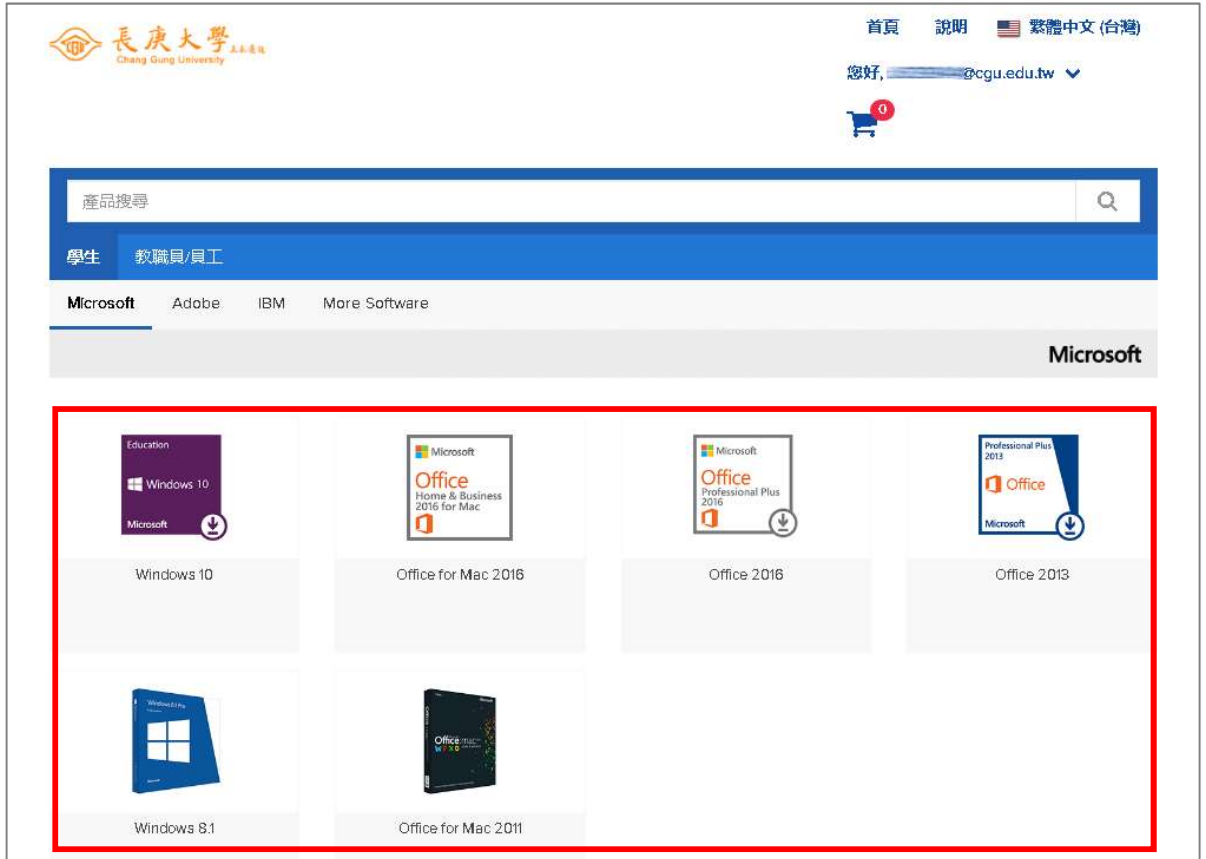 長庚大學
Chang Gung University
首頁 說明 繁體中文 (台灣)
您好, @cgu.edu.tw
0
產品搜尋
學生 教職員/員工
Microsoft Adobe IBM More Software
Microsoft
Education
Windows 10
Microsoft
Microsoft
Office
Home & Business
2016 for Mac
Microsoft
Office
Professional Plus
2016
Professional Plus
2013
Office
Microsoft
Windows 10 Office for Mac 2016 Office 2016 Office 2013
Windows 8.1 Pro
Office:mac
Windows 8.1 Office for Mac 2011